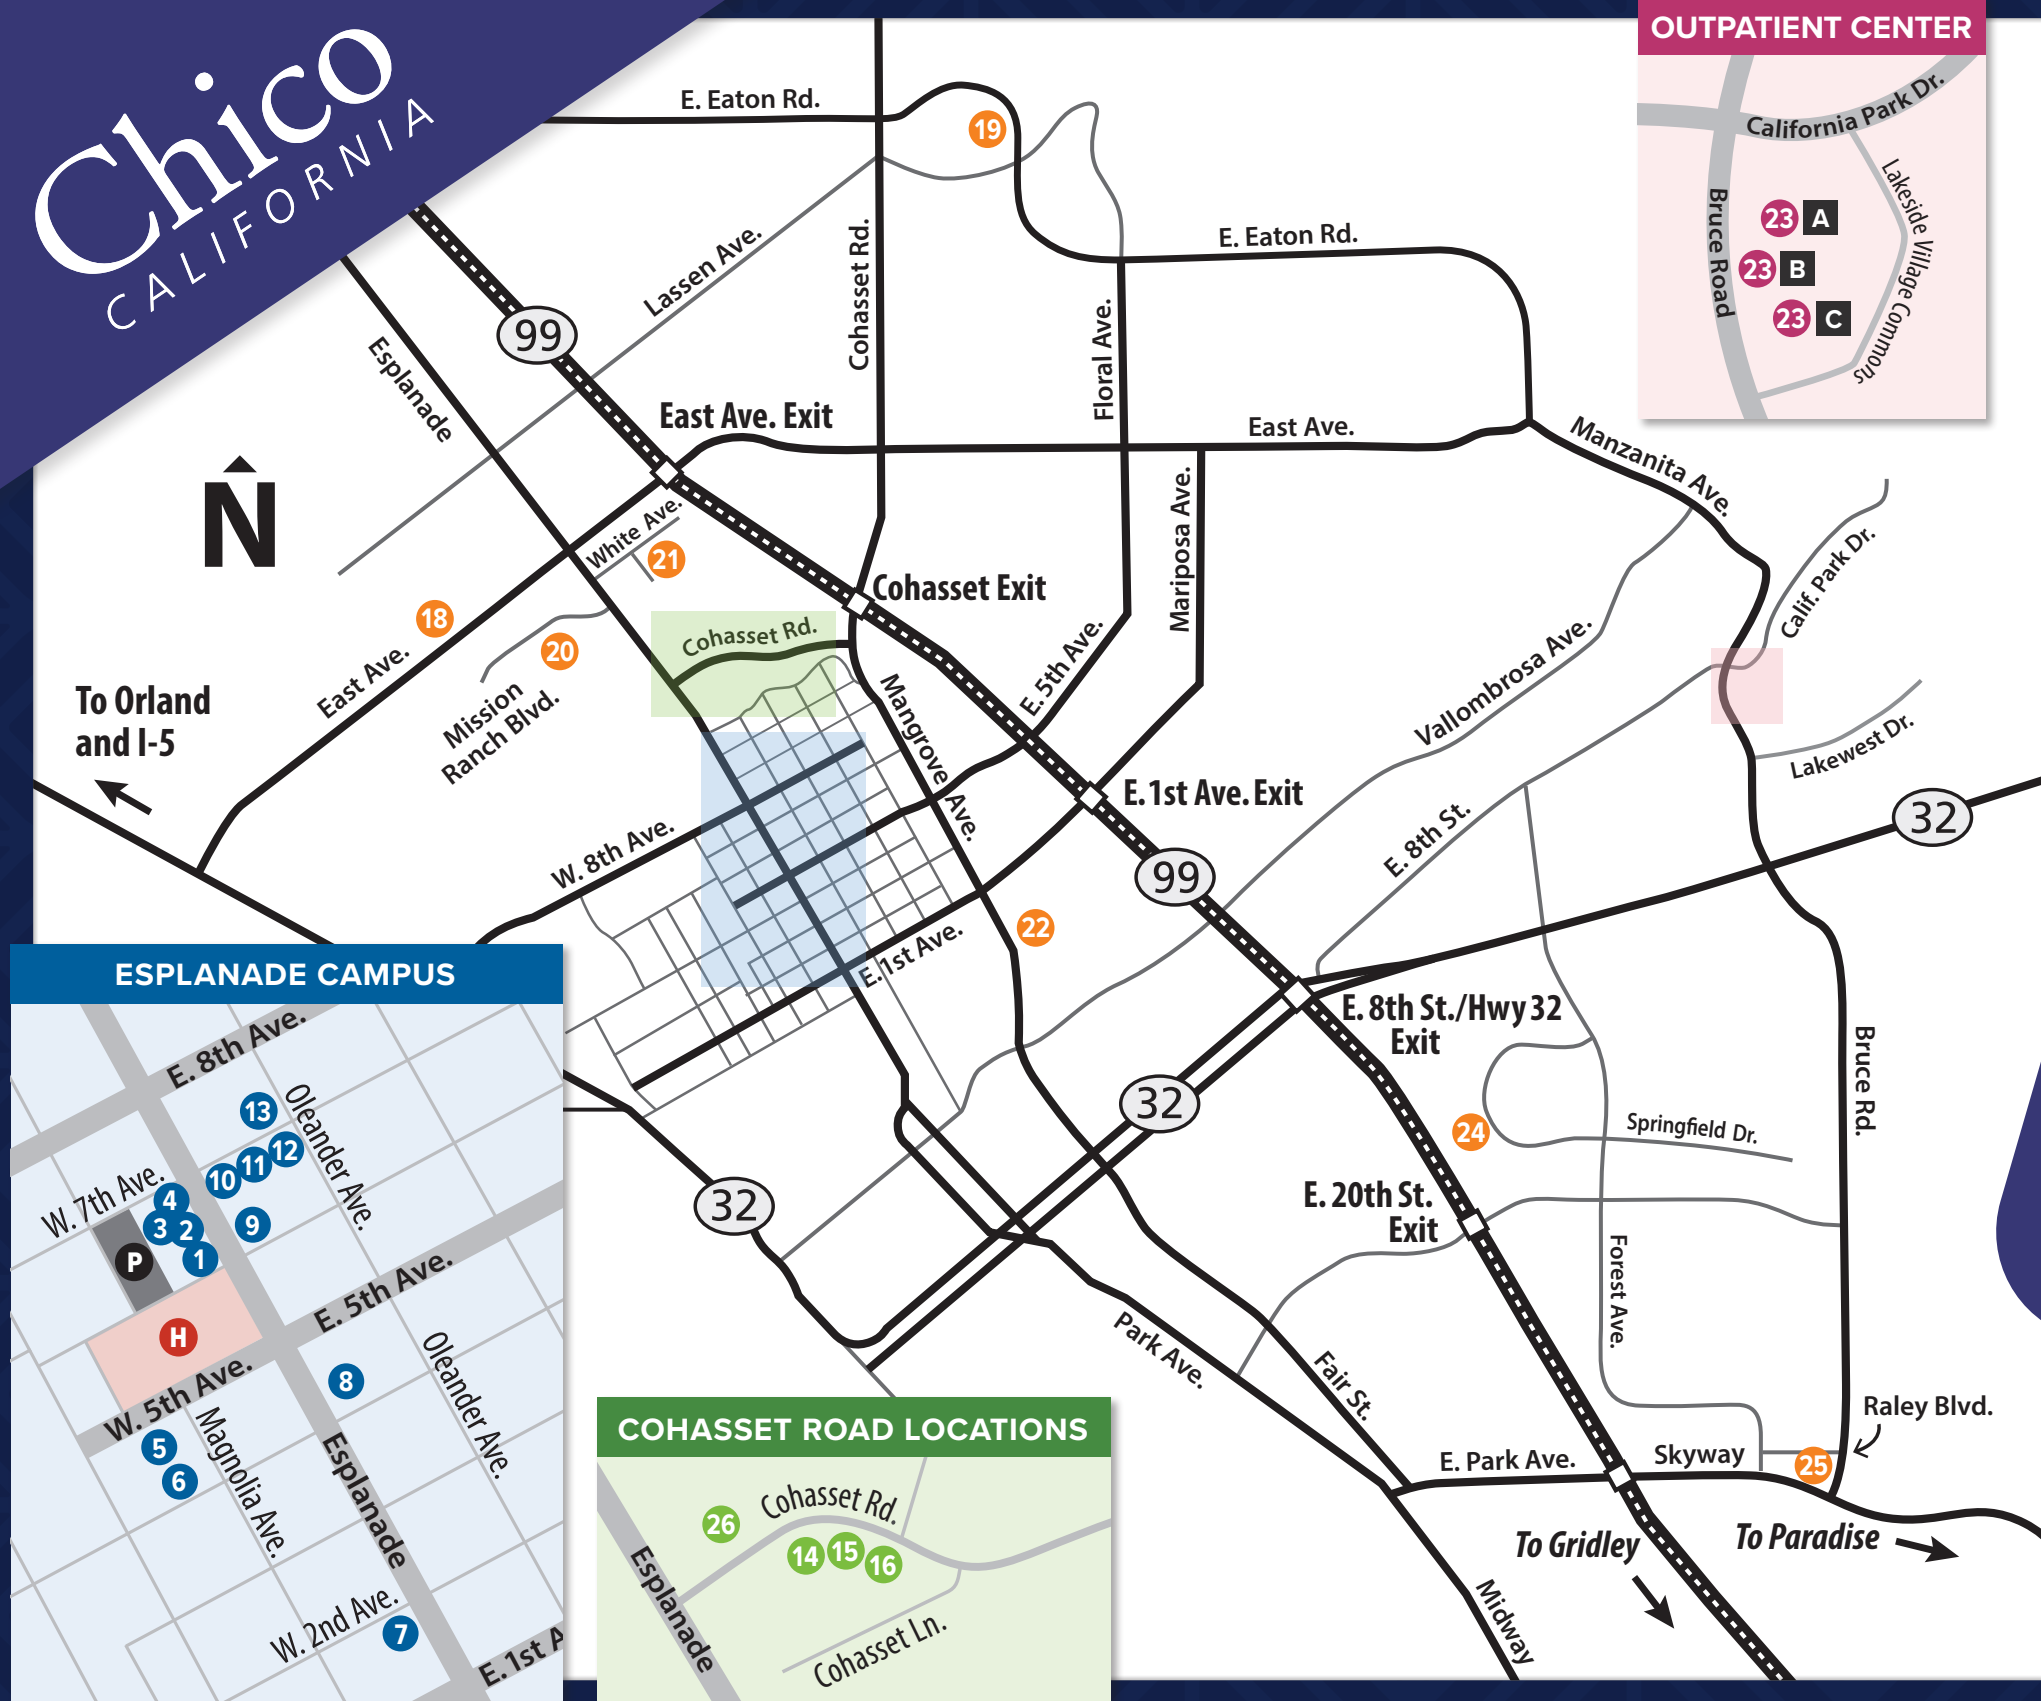 Chico
CALIFORNIA
OUTPATIENT CENTER
California Park Dr.
Bruce Road
Lakeside Village Commons
23 A
23 B
23 C
E. Eaton Rd.
19
Lassen Ave.
Cohasset Rd.
E. Eaton Rd.
Floral Ave.
99
Esplanade
East Ave. Exit
East Ave.
Manzanita Ave.
N
White Ave.
21
Mariposa Ave.
Calif. Park Dr.
Cohasset Exit
18
20
Cohasset Rd.
East Ave.
Mission
Ranch Blvd.
To Orland
and I-5
Mangrove Ave.
E. 5th Ave.
Vallombrosa Ave.
Lakewest Dr.
E. 1st Ave. Exit
32
W. 8th Ave.
E. 8th St.
99
22
E. 1st Ave.
E. 8th St./Hwy 32
Exit
Bruce Rd.
32
24
Springfield Dr.
32
E. 20th St.
Exit
Forest Ave.
Park Ave.
Fair St.
Raley Blvd.
E. Park Ave.
Skyway
25
To Gridley
To Paradise
Midway
ESPLANADE CAMPUS
E. 8th Ave.
13
Oleander Ave.
12
11
10
W. 7th Ave.
4
3
2
9
1
P
E. 5th Ave.
H
W. 5th Ave.
8
Oleander Ave.
5
6
Magnolia Ave.
Esplanade
W. 2nd Ave.
7
E. 1st A
COHASSET ROAD LOCATIONS
Cohasset Rd.
26
14
15
16
Esplanade
Cohasset Ln.